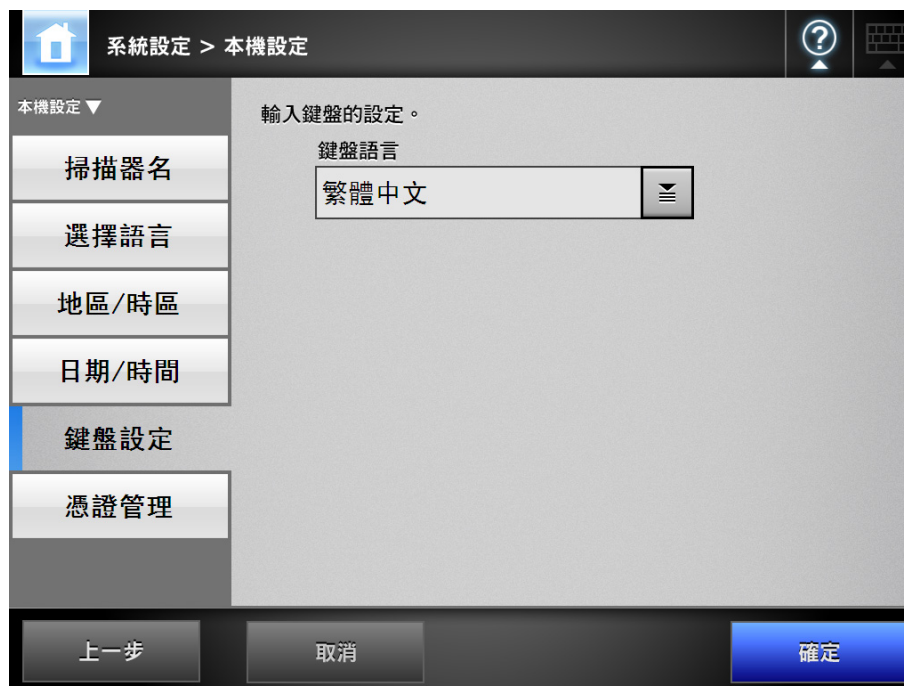 系統設定 > 本機設定
?
本機設定▼
輸入鍵盤的設定。
鍵盤語言
繁體中文
掃描器名
選擇語言
地區/時區
日期/時間
鍵盤設定
憑證管理
上一步
取消
確定